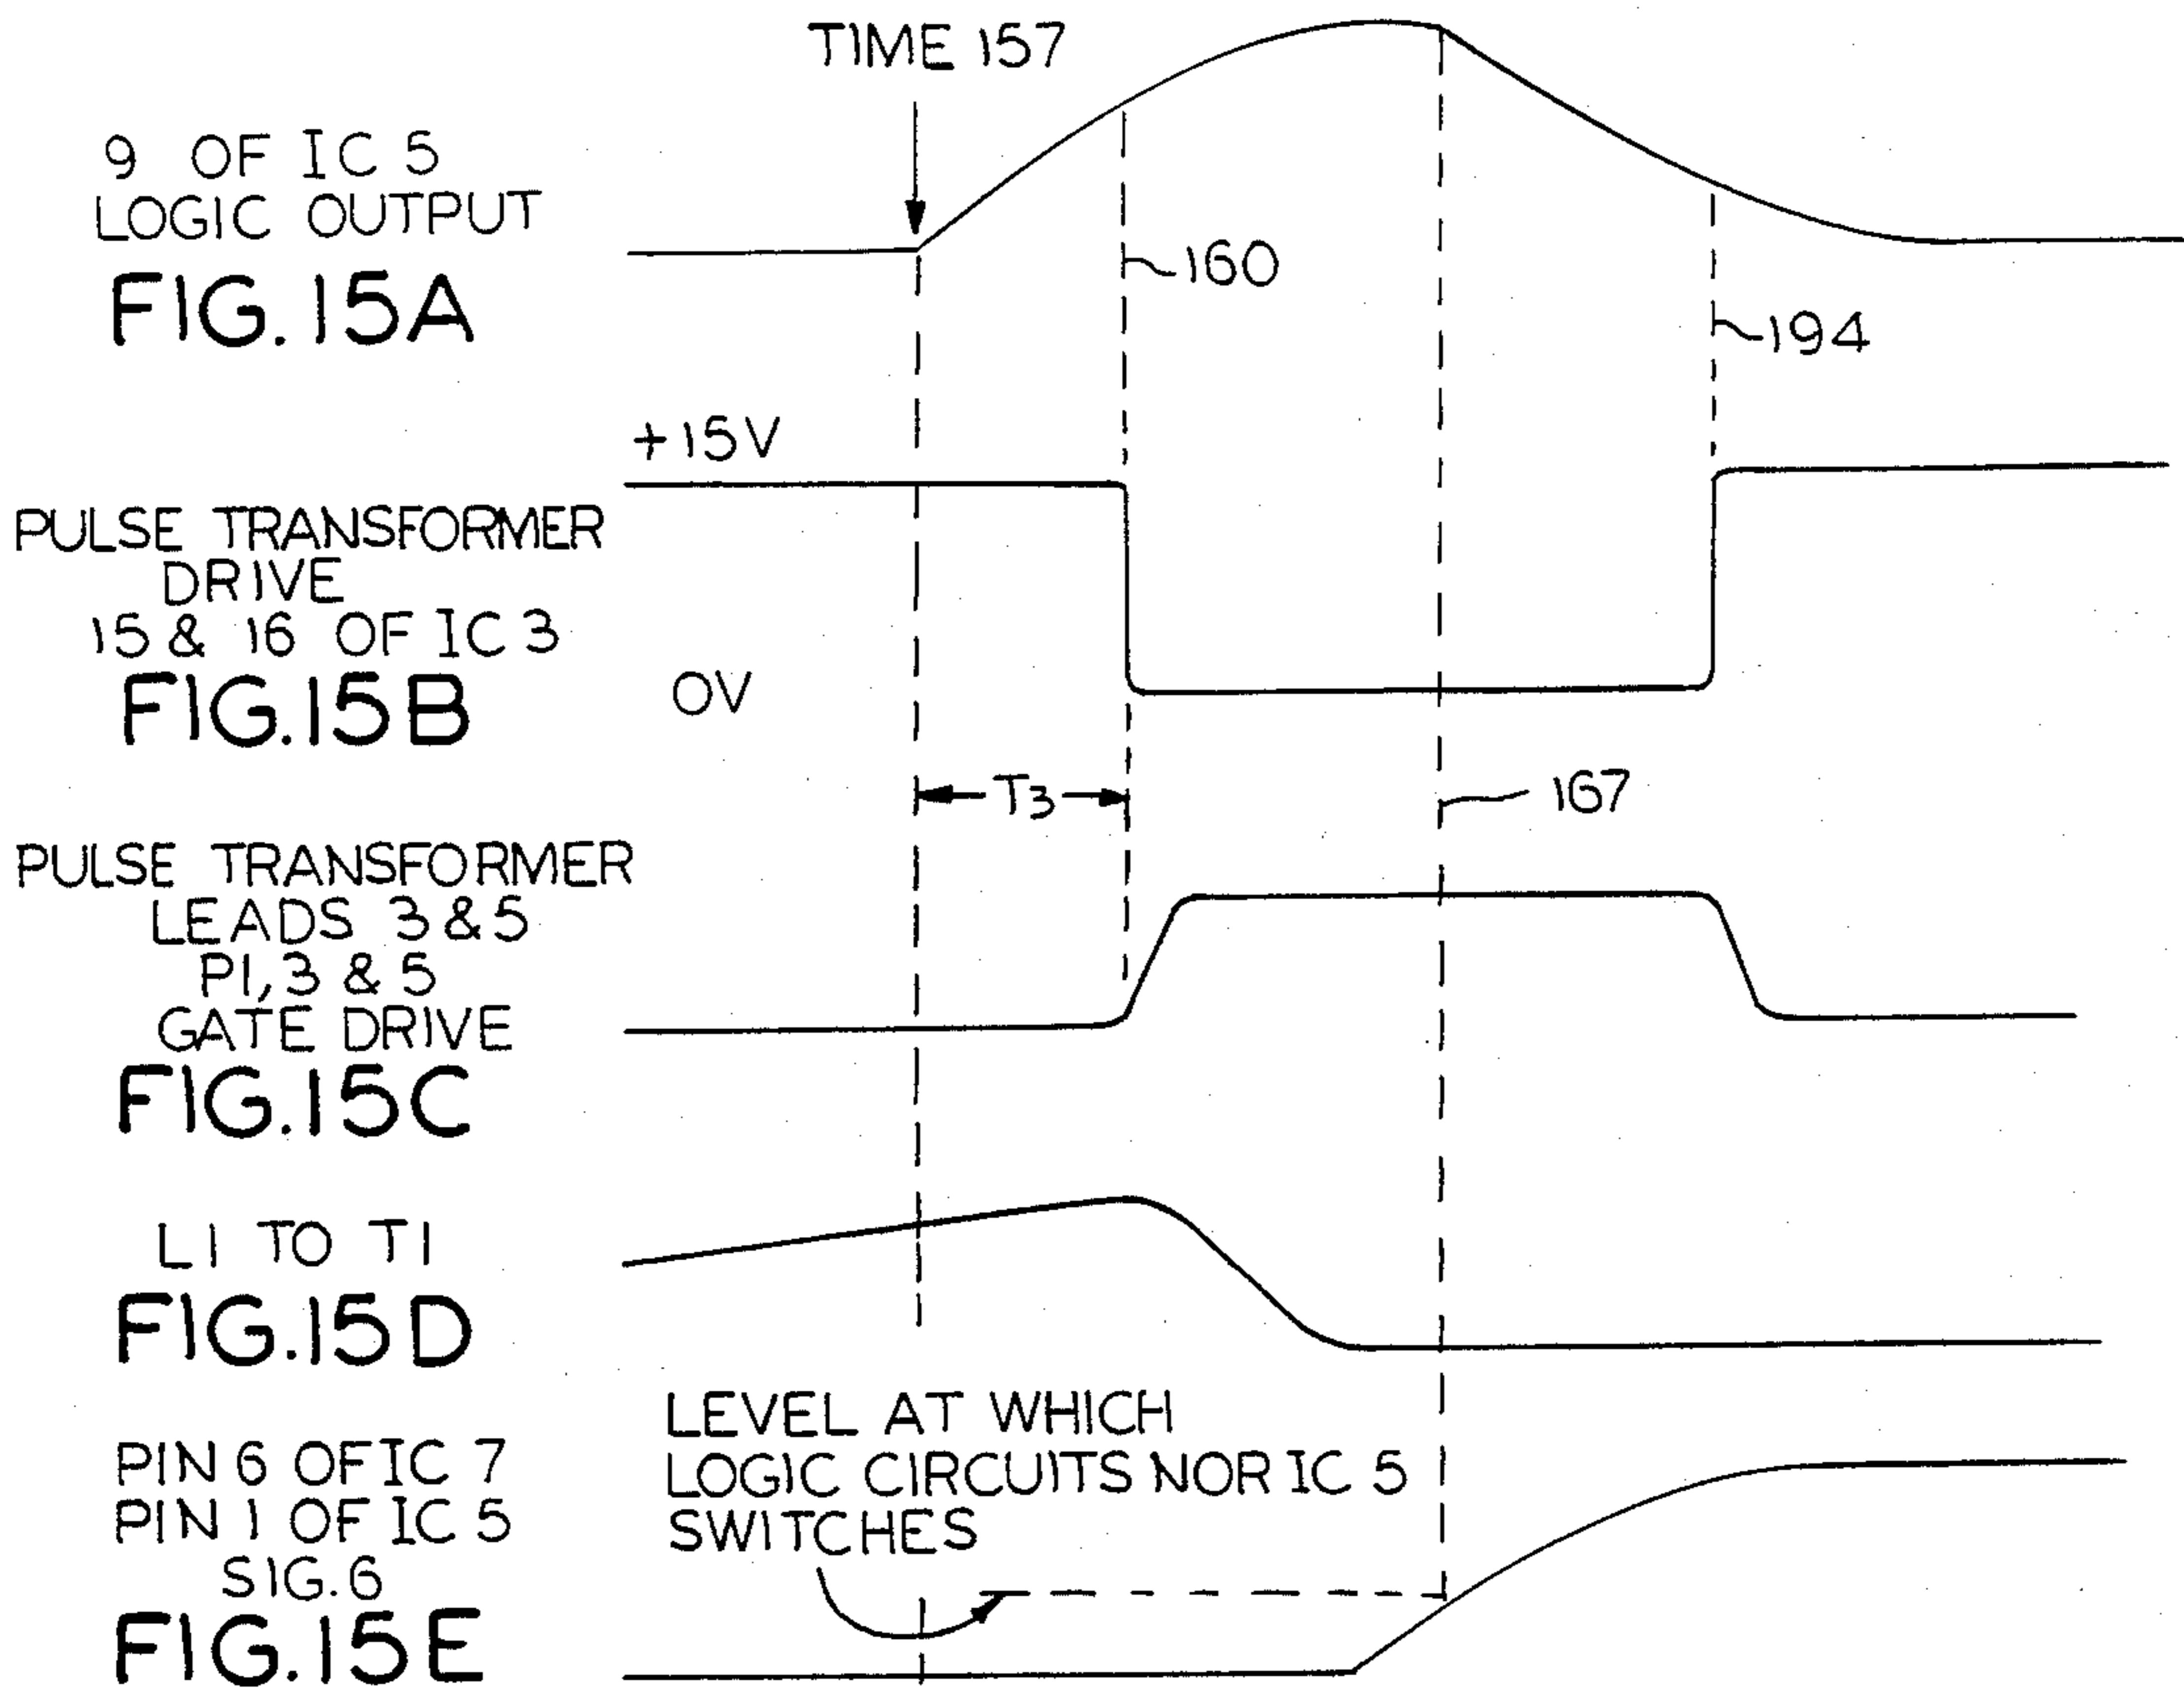 TIME 157
9 OF IC 5
LOGIC OUTPUT
FIG. 15A
160
194
+15V
PULSE TRANSFORMER
DRIVE
15 & 16 OF IC 3
FIG. 15B
0V
T3
167
PULSE TRANSFORMER
LEADS 3 & 5
P1, 3 & 5
GATE DRIVE
FIG. 15C
L1 TO T1
FIG. 15D
LEVEL AT WHICH
LOGIC CIRCUITS NOR IC 5
SWITCHES
PIN 6 OF IC 7
PIN 1 OF IC 5
SIG. 6
FIG. 15E